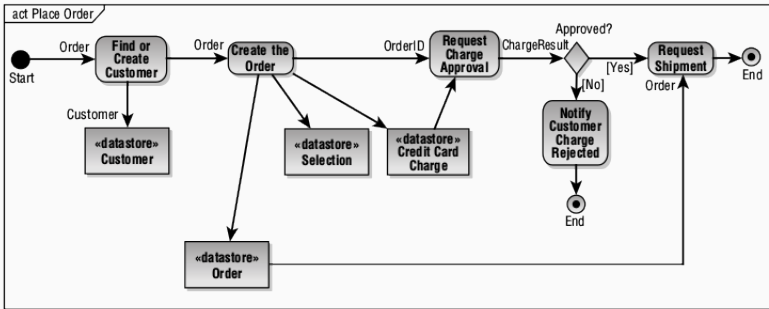 act Place Order
Order
Start
Find or
Create
Customer
Order
Create the
Order
OrderID
Request
Charge
Approval
ChargeResult
Approved?
[Yes]
[No]
Request
Shipment
End
Order
Customer
«datastore»
Customer
«datastore»
Selection
«datastore»
Credit Card
Charge
Notify
Customer
Charge
Rejected
End
«datastore»
Order